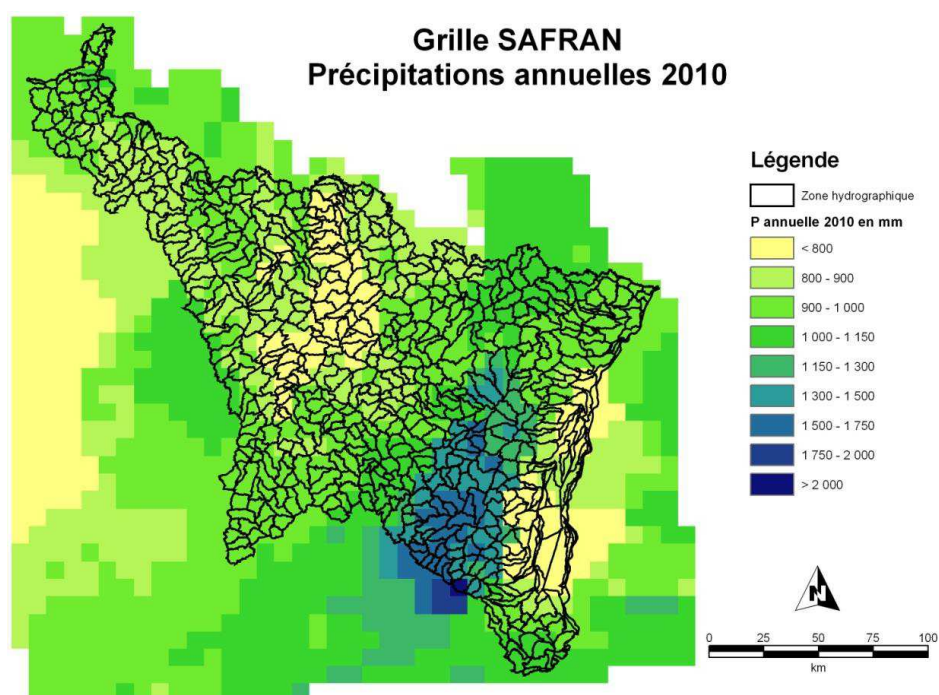 Grille SAFRAN
Précipitations annuelles 2010
Légende
Zone hydrographique
P annuelle 2010 en mm
< 800
800 - 900
900 - 1 000
1 000 - 1 150
1 150 - 1 300
1 300 - 1 500
1 500 - 1 750
1 750 - 2 000
> 2 000
N
0 25 50 75 100
km